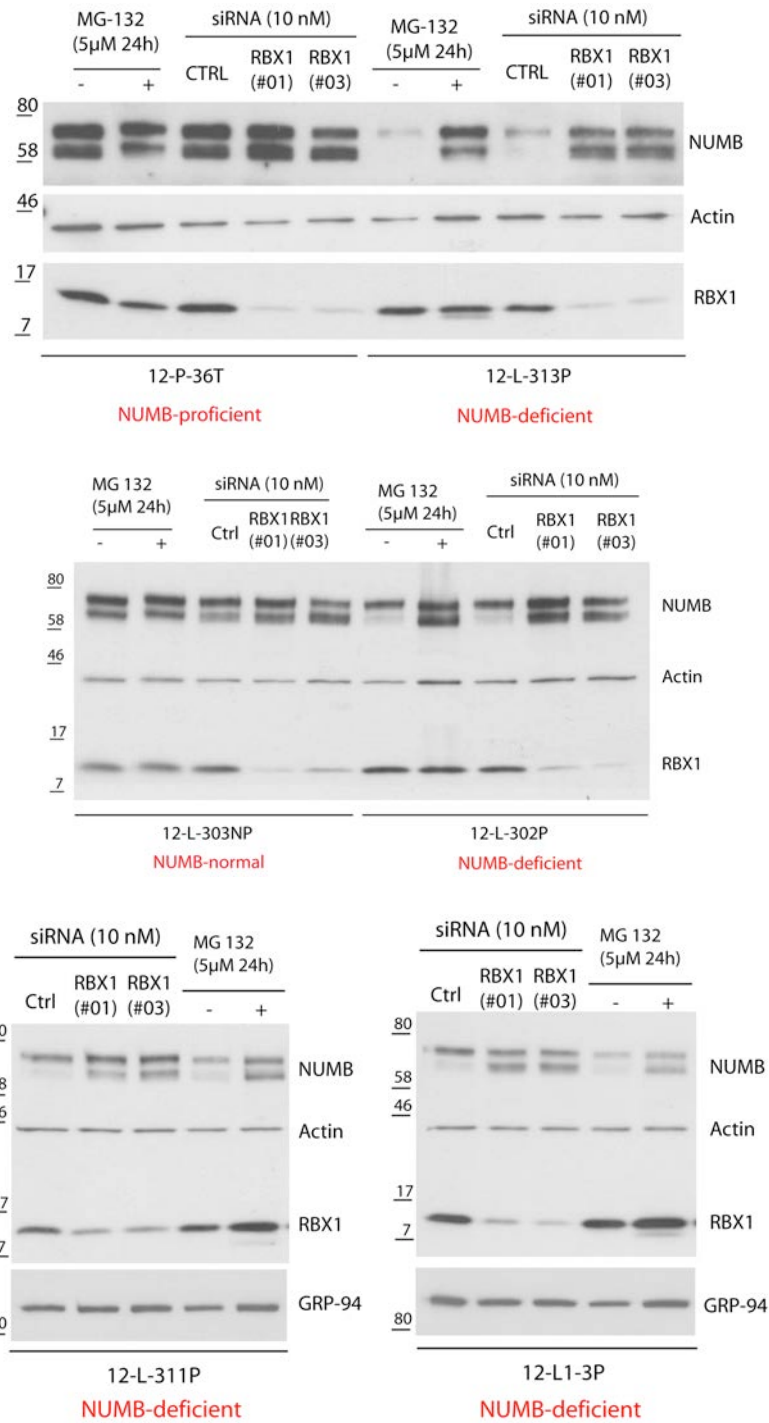 MG-132
(5µM 24h)
- +
siRNA (10 nM)
CTRL RBX1 (#01) RBX1 (#03)
MG-132
(5µM 24h)
- +
siRNA (10 nM)
CTRL RBX1 (#01) RBX1 (#03)
80
58
NUMB
46
Actin
17
7
RBX1
12-P-36T
NUMB-proficient
12-L-313P
NUMB-deficient
MG 132
(5µM 24h)
- +
siRNA (10 nM)
Ctrl RBX1 (#01) RBX1 (#03)
MG 132
(5µM 24h)
- +
siRNA (10 nM)
Ctrl RBX1 (#01) RBX1 (#03)
80
58
NUMB
46
Actin
17
7
RBX1
12-L-303NP
NUMB-normal
12-L-302P
NUMB-deficient
siRNA (10 nM)
Ctrl RBX1 (#01) RBX1 (#03)
MG 132
(5µM 24h)
- +
0
8
NUMB
6
Actin
7
7
RBX1
GRP-94
0
12-L-311P
NUMB-deficient
siRNA (10 nM)
Ctrl RBX1 (#01) RBX1 (#03)
MG 132
(5µM 24h)
- +
80
58
NUMB
46
Actin
17
7
RBX1
GRP-94
80
12-L1-3P
NUMB-deficient